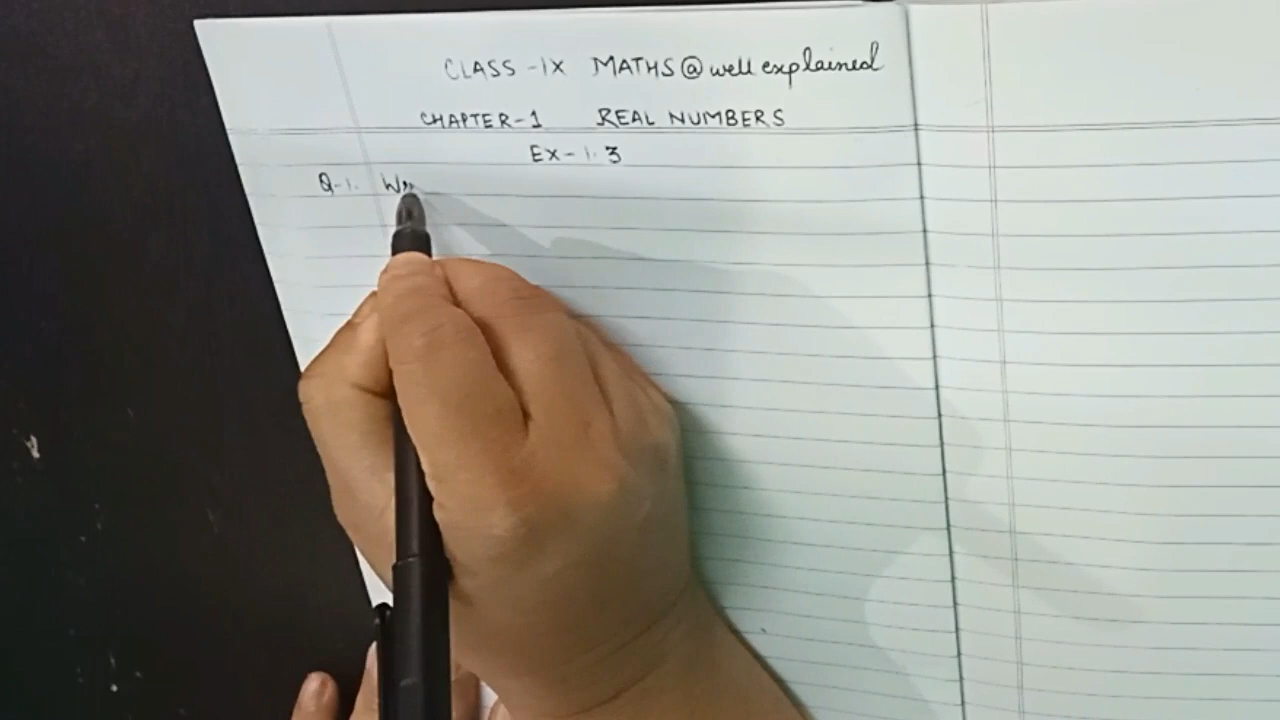 CLASS - IX MATHS @ well explained
CHAPTER - 1 REAL NUMBERS
EX - 1.3
Q-1.